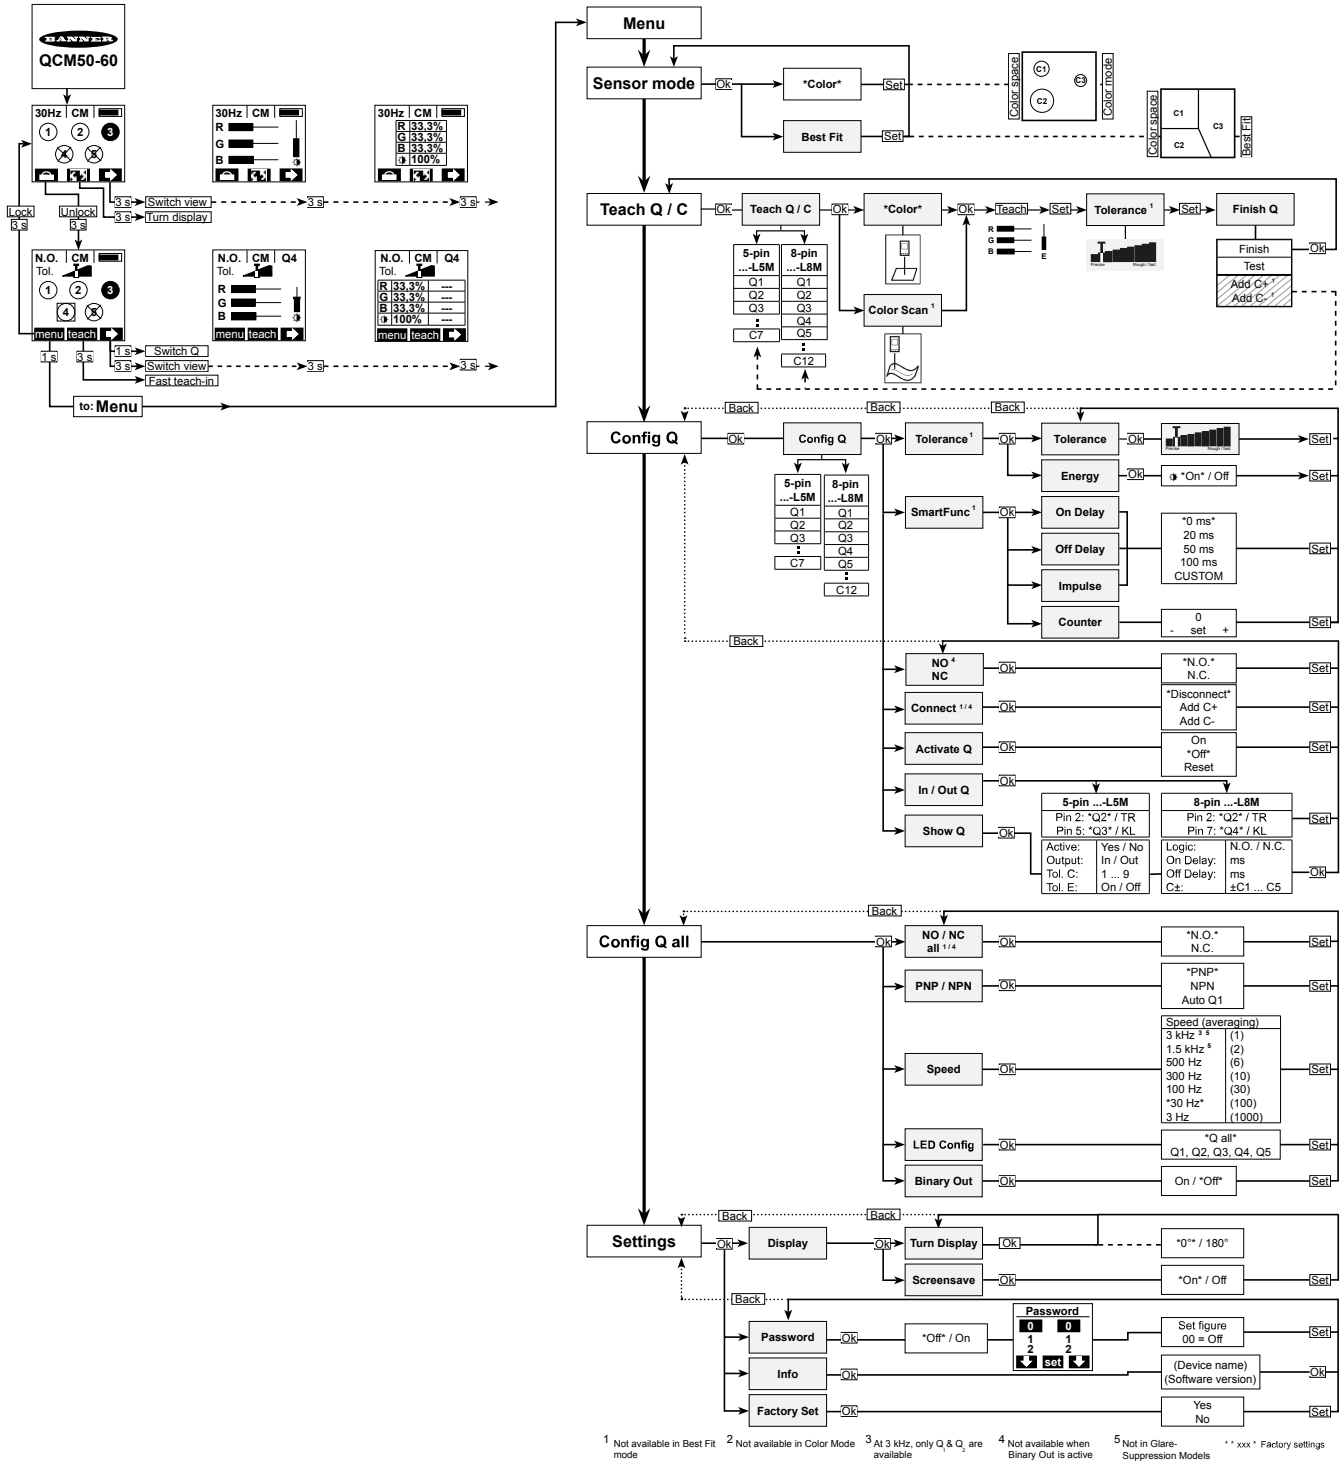 BANNER
QCM50-60
30Hz CM
1 2 3
4 5
30Hz CM
R
G
B
30Hz CM
R 33,3%
G 33,3%
B 33,3%
100%
3 s Switch view 3 s 3 s
3 s Turn display
Lock
3 s
Unlock
3 s
N.O. CM
Tol.
1 2 3
4 5
menu teach
N.O. CM Q4
Tol.
R
G
B
menu teach
N.O. CM Q4
Tol.
R 33,3% ---
G 33,3% ---
B 33,3% ---
100% ---
menu teach
1 s
3 s
1 s Switch Q
3 s Switch view 3 s 3 s
Fast teach-in
to: Menu
Menu
Sensor mode
Ok
*Color*
Set
Color space
C1
C2
C3
Color mode
Best Fit
Set
Color space
C1
C2
C3
Best Fit
Teach Q / C
Ok
Teach Q / C
Ok
*Color*
Ok
Teach
Set
Tolerance 1
Set
Finish Q
R
G
B
E
Precise Rough / fast
Finish
Test
Add C+ 1
Add C- 1
Ok
5-pin
...-L5M
Q1
Q2
Q3
C7
8-pin
...-L8M
Q1
Q2
Q3
Q4
Q5
C12
Color Scan 1
Back
Back
Back
Config Q
Ok
Config Q
Ok
Tolerance 1
Ok
Tolerance
Ok
Precise Rough / fast
Set
Energy
Ok
*On* / Off
Set
5-pin
...-L5M
Q1
Q2
Q3
C7
8-pin
...-L8M
Q1
Q2
Q3
Q4
Q5
C12
SmartFunc 1
Ok
On Delay
Off Delay
Impulse
*0 ms*
20 ms
50 ms
100 ms
CUSTOM
Set
Counter
0
- set +
Set
Back
NO 4
NC
Ok
*N.O.*
N.C.
Set
Connect 1 / 4
Ok
*Disconnect*
Add C+
Add C-
Set
Activate Q
Ok
On
*Off*
Reset
Set
In / Out Q
Ok
5-pin ...-L5M
Pin 2: *Q2* / TR
Pin 5: *Q3* / KL
8-pin ...-L8M
Pin 2: *Q2* / TR
Pin 7: *Q4* / KL
Set
Show Q
Ok
Active: Yes / No
Output: In / Out
Tol. C: 1 ... 9
Tol. E: On / Off
Logic: N.O. / N.C.
On Delay: ms
Off Delay: ms
C±: ±C1 ... C5
Ok
Back
Config Q all
Ok
NO / NC
all 1 / 4
Ok
*N.O.*
N.C.
Set
PNP / NPN
Ok
*PNP*
NPN
Auto Q1
Set
Speed
Ok
Speed (averaging)
3 kHz 3 5 (1)
1.5 kHz 5 (2)
500 Hz (6)
300 Hz (10)
100 Hz (30)
*30 Hz* (100)
3 Hz (1000)
Set
LED Config
Ok
*Q all*
Q1, Q2, Q3, Q4, Q5
Set
Binary Out
Ok
On / *Off*
Set
Back
Back
Settings
Ok
Display
Ok
Turn Display
Ok
*0°* / 180°
Screensave
Ok
*On* / Off
Set
Back
Password
Ok
*Off* / On
Password
0 0
1 1
2 2
set
Set figure
00 = Off
Set
Info
Ok
(Device name)
(Software version)
Ok
Factory Set
Ok
Yes
No
Set
1 Not available in Best Fit
mode
2 Not available in Color Mode
3 At 3 kHz, only Q1 & Q2 are
available
4 Not available when
Binary Out is active
5 Not in Glare-
Suppression Models
* * xxx * Factory settings